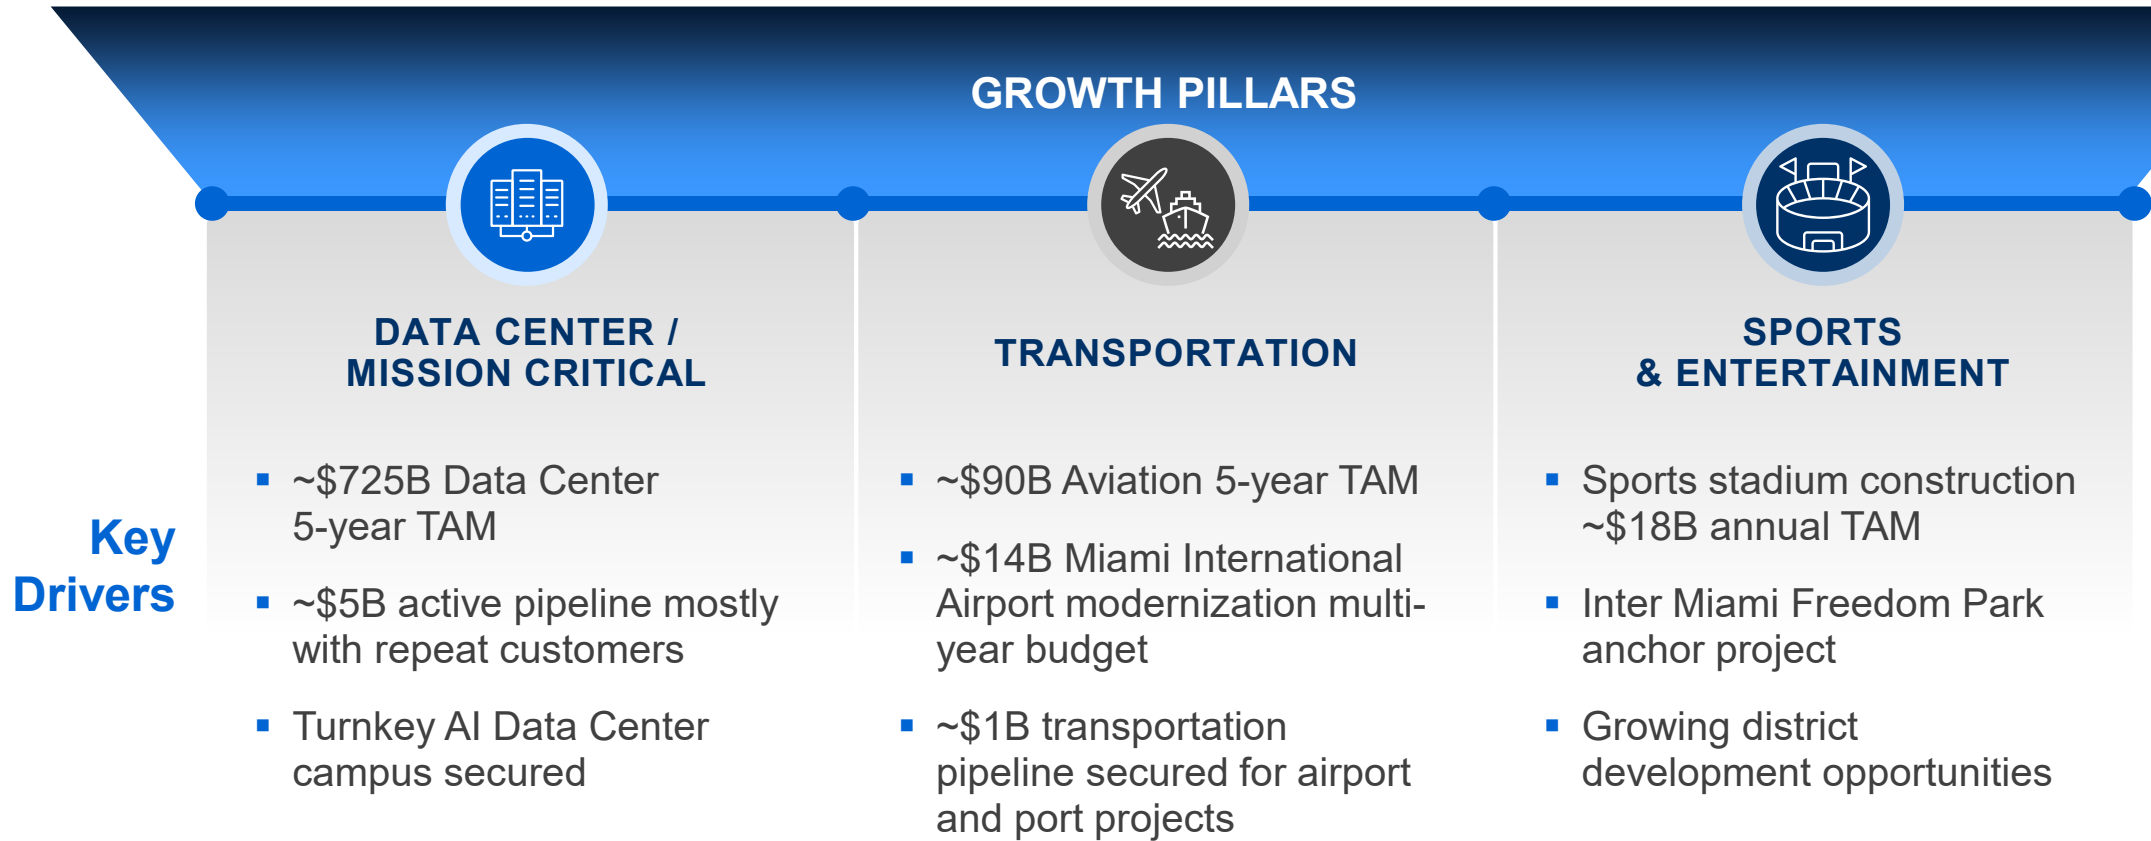 GROWTH PILLARS
DATA CENTER /
MISSION CRITICAL
TRANSPORTATION
SPORTS
& ENTERTAINMENT
Key
Drivers
▪ ~$725B Data Center
5-year TAM
▪ ~$5B active pipeline mostly
with repeat customers
▪ Turnkey AI Data Center
campus secured
▪ ~$90B Aviation 5-year TAM
▪ ~$14B Miami International
Airport modernization multi-
year budget
▪ ~$1B transportation
pipeline secured for airport
and port projects
▪ Sports stadium construction
~$18B annual TAM
▪ Inter Miami Freedom Park
anchor project
▪ Growing district
development opportunities